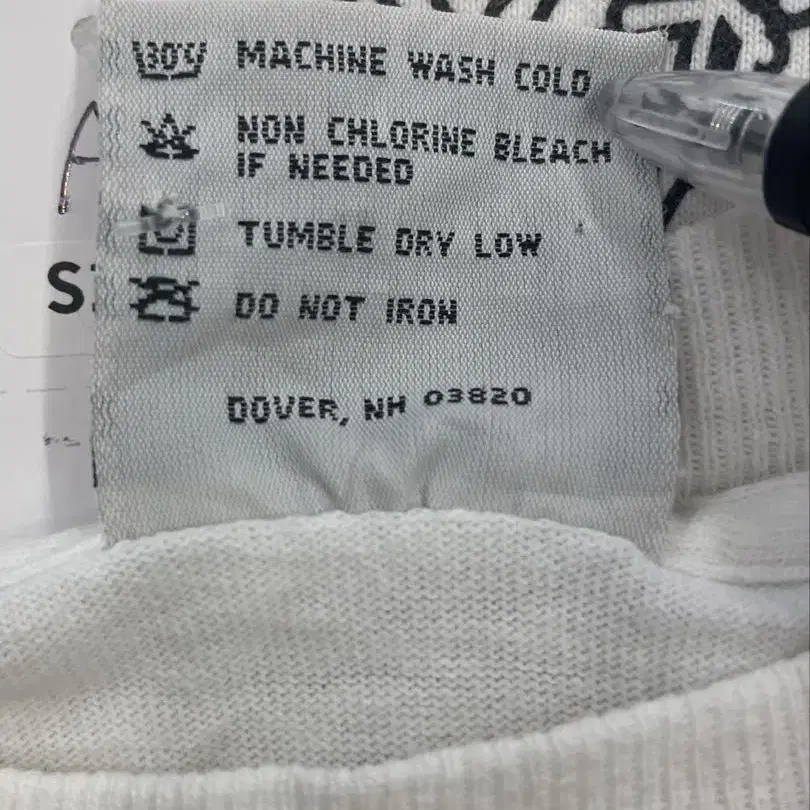 30°C MACHINE WASH COLD
NON CHLORINE BLEACH
IF NEEDED
TUMBLE DRY LOW
DO NOT IRON
DOVER, NH 03820